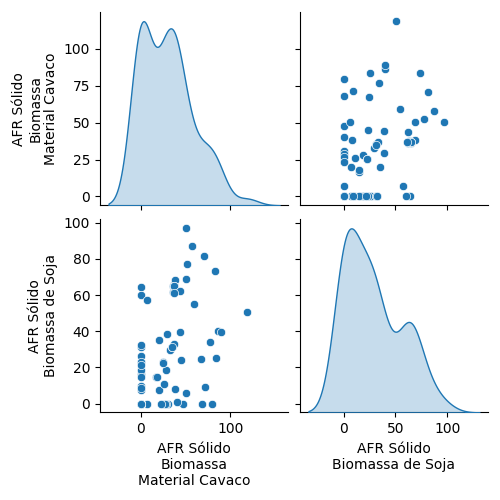 AFR Sólido
Biomassa
Material Cavaco
100
75
50
25
0
AFR Sólido
Biomassa de Soja
100
80
60
40
20
0
0
100
AFR Sólido
Biomassa
Material Cavaco
0
50
100
AFR Sólido
Biomassa de Soja